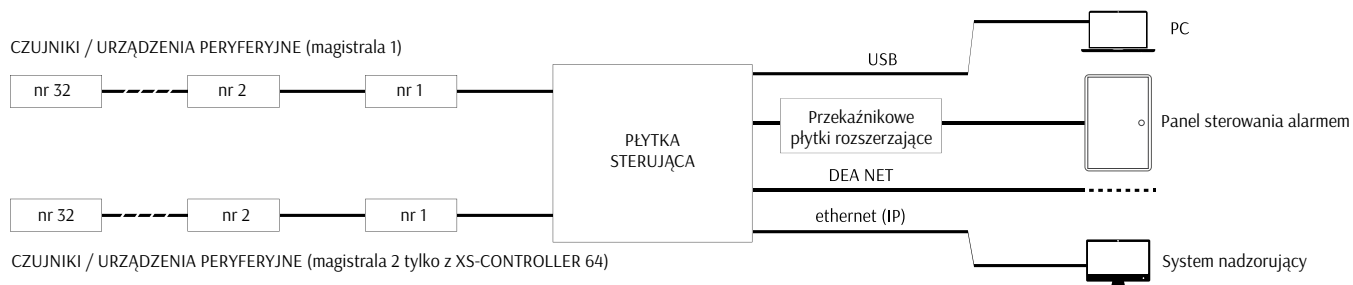 CZUJNIKI / URZĄDZENIA PERYFERYJNE (magistrala 1)
nr 32
nr 2
nr 1
PŁYTKA
STERUJĄCA
USB
PC
Przekaźnikowe
płytki rozszerzające
Panel sterowania alarmem
DEA NET
ethernet (IP)
System nadzorujący
nr 32
nr 2
nr 1
CZUJNIKI / URZĄDZENIA PERYFERYJNE (magistrala 2 tylko z XS-CONTROLLER 64)